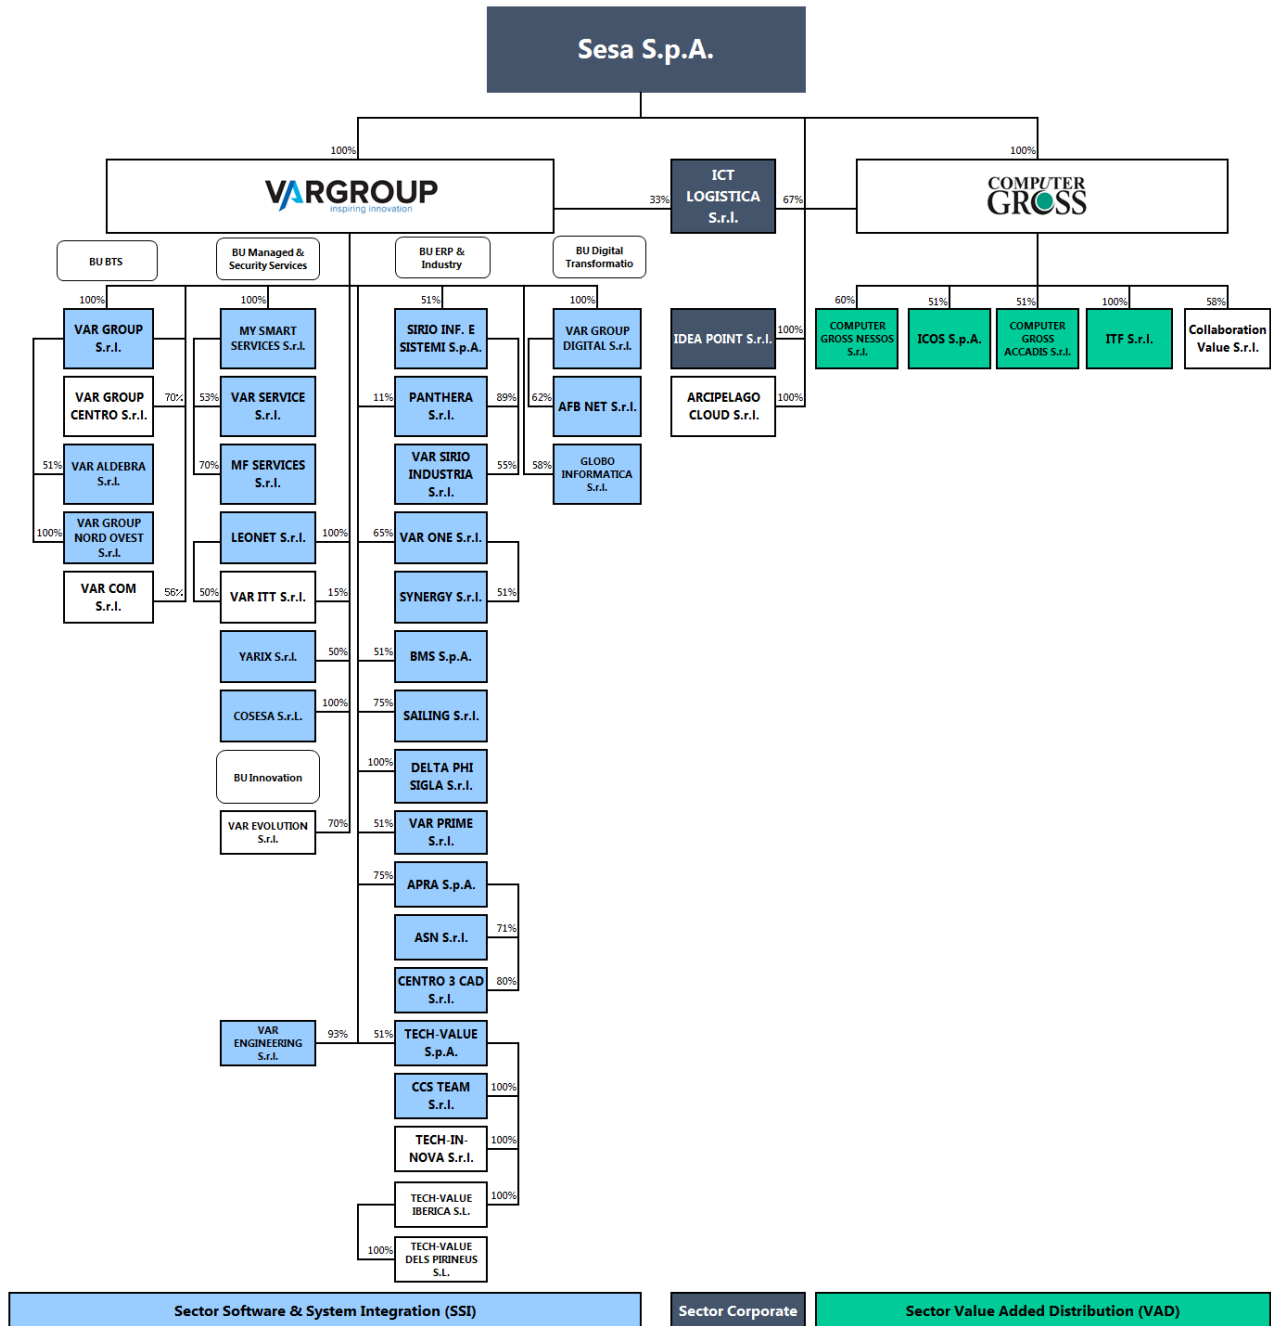 Sesa S.p.A.
100%
100%
VARGROUP
inspiring innovation
33%
ICT
LOGISTICA
S.r.l.
67%
COMPUTER
GROSS
BU BTS
BU Managed &
Security Services
BU ERP &
Industry
BU Digital
Transformatio
100%
100%
51%
100%
60%
51%
51%
100%
58%
VAR GROUP
S.r.l.
MY SMART
SERVICES S.r.l.
SIRIO INF. E
SISTEMI S.p.A.
VAR GROUP
DIGITAL S.r.l.
IDEA POINT S.r.l.
100%
COMPUTER
GROSS NESSOS
S.r.l.
ICOS S.p.A.
COMPUTER
GROSS
ACCADIS S.r.l.
ITF S.r.l.
Collaboration
Value S.r.l.
VAR GROUP
CENTRO S.r.l.
70%
53%
VAR SERVICE
S.r.l.
11%
PANTHERA
S.r.l.
89%
62%
AFB NET S.r.l.
ARCIPELAGO
CLOUD S.r.l.
100%
51%
VAR ALDEBRA
S.r.l.
70%
MF SERVICES
S.r.l.
VAR SIRIO
INDUSTRIA
S.r.l.
55%
58%
GLOBO
INFORMATICA
S.r.l.
100%
VAR GROUP
NORD OVEST
S.r.l.
LEONET S.r.l.
100%
65%
VAR ONE S.r.l.
VAR COM
S.r.l.
56%
50%
VAR ITT S.r.l.
15%
SYNERGY S.r.l.
51%
YARIX S.r.l.
50%
51%
BMS S.p.A.
COSESA S.r.L.
100%
75%
SAILING S.r.l.
BU Innovation
100%
DELTA PHI
SIGLA S.r.l.
VAR EVOLUTION
S.r.l.
70%
51%
VAR PRIME
S.r.l.
75%
APRA S.p.A.
ASN S.r.l.
71%
CENTRO 3 CAD
S.r.l.
80%
VAR
ENGINEERING
S.r.l.
93%
51%
TECH-VALUE
S.p.A.
CCS TEAM
S.r.l.
100%
TECH-IN-
NOVA S.r.l.
100%
TECH-VALUE
IBERICA S.L.
100%
100%
TECH-VALUE
DELS PIRINEUS
S.L.
Sector Software & System Integration (SSI)
Sector Corporate
Sector Value Added Distribution (VAD)